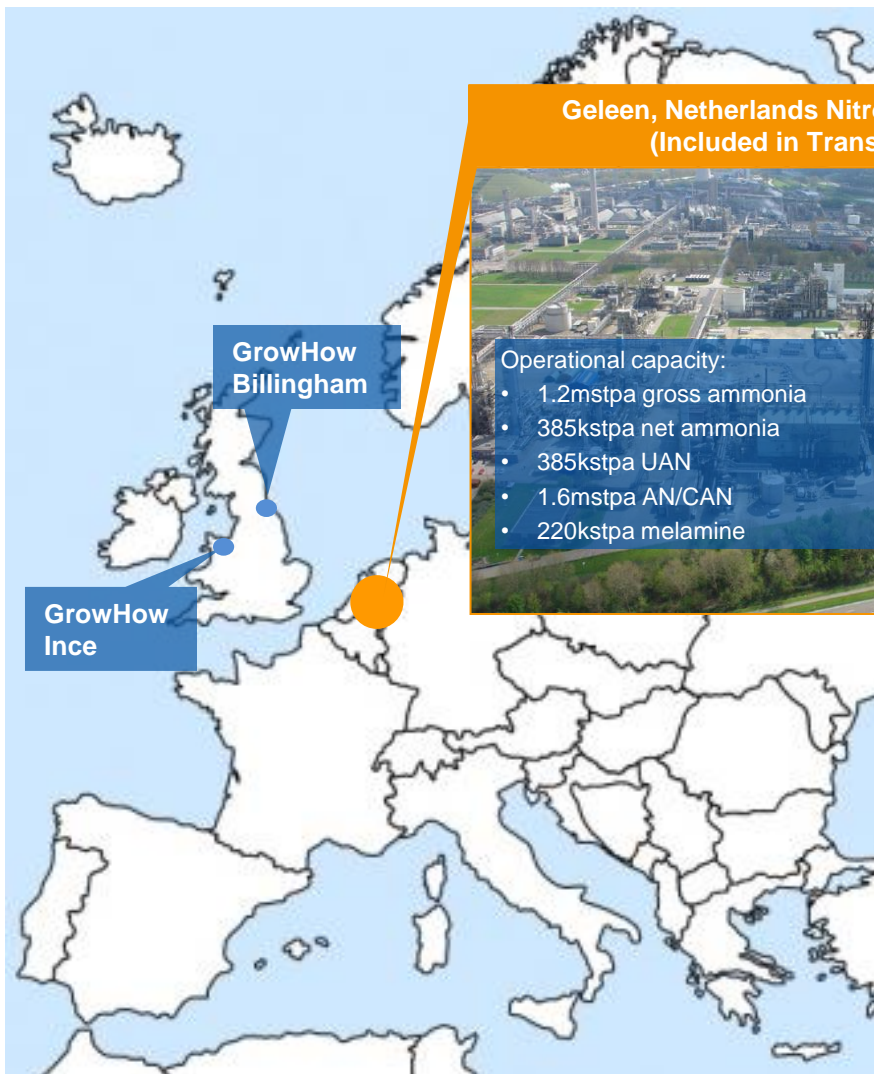 Geleen, Netherlands
(Included in
GrowHow
Billingham
Operational capacity:
• 1.2mstpa gross ammonia
• 385kstpa net ammonia
• 385kstpa UAN
• 1.6mstpa AN/CAN
• 220kstpa melamine
GrowHow
Ince